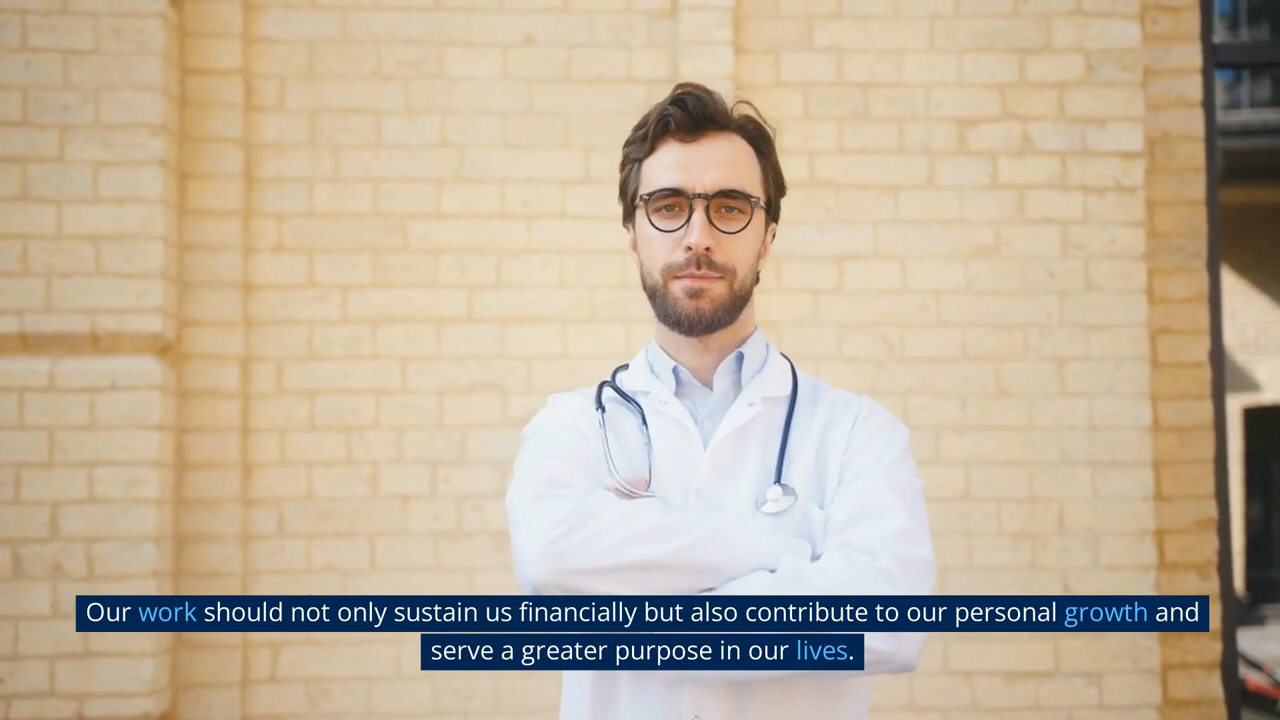 Our work should not only sustain us financially but also contribute to our personal growth and
serve a greater purpose in our lives.